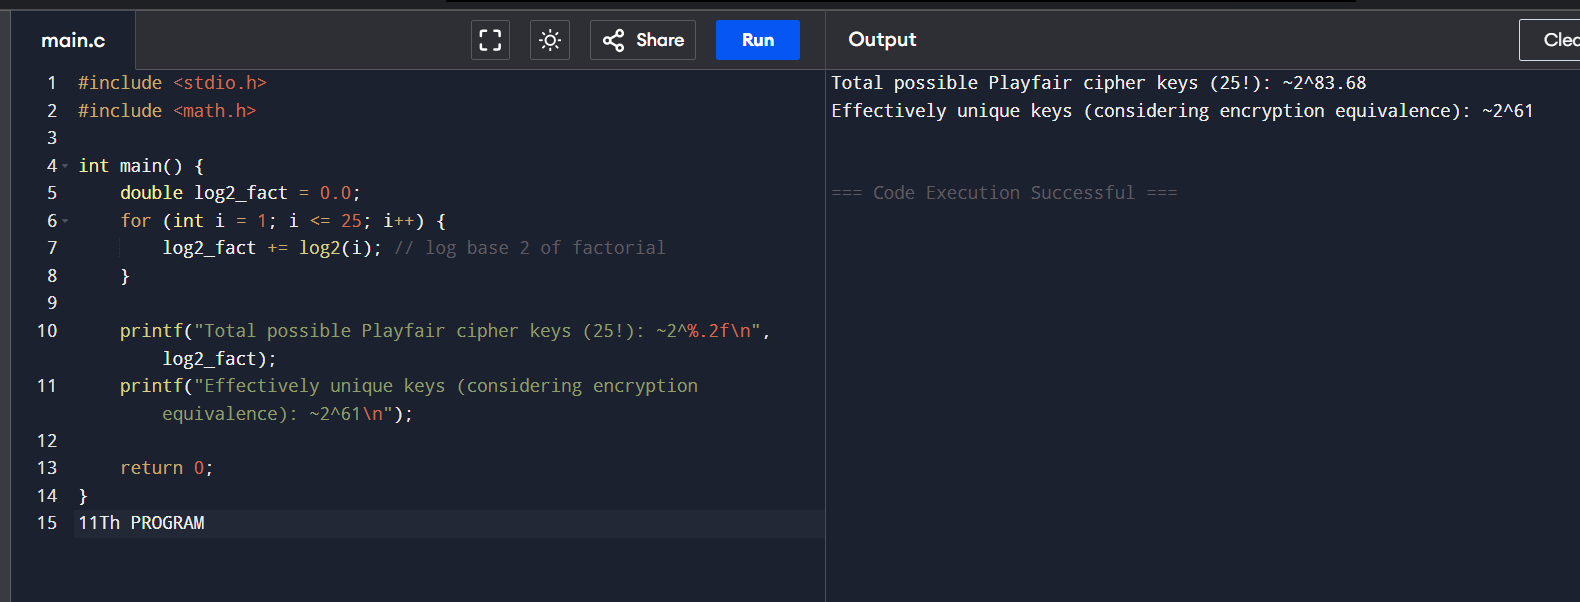 main.c
Share
Run
Output
1 #include <stdio.h>
2 #include <math.h>
3
4 int main() {
5 double log2_fact = 0.0;
6 for (int i = 1; i <= 25; i++) {
7 log2_fact += log2(i); // log base 2 of factorial
8 }
9
10 printf("Total possible Playfair cipher keys (25!): ~2^%.2f\n",
log2_fact);
11 printf("Effectively unique keys (considering encryption
equivalence): ~2^61\n");
12
13 return 0;
14 }
15 11Th PROGRAM
Total possible Playfair cipher keys (25!): ~2^83.68
Effectively unique keys (considering encryption equivalence): ~2^61
=== Code Execution Successful ===